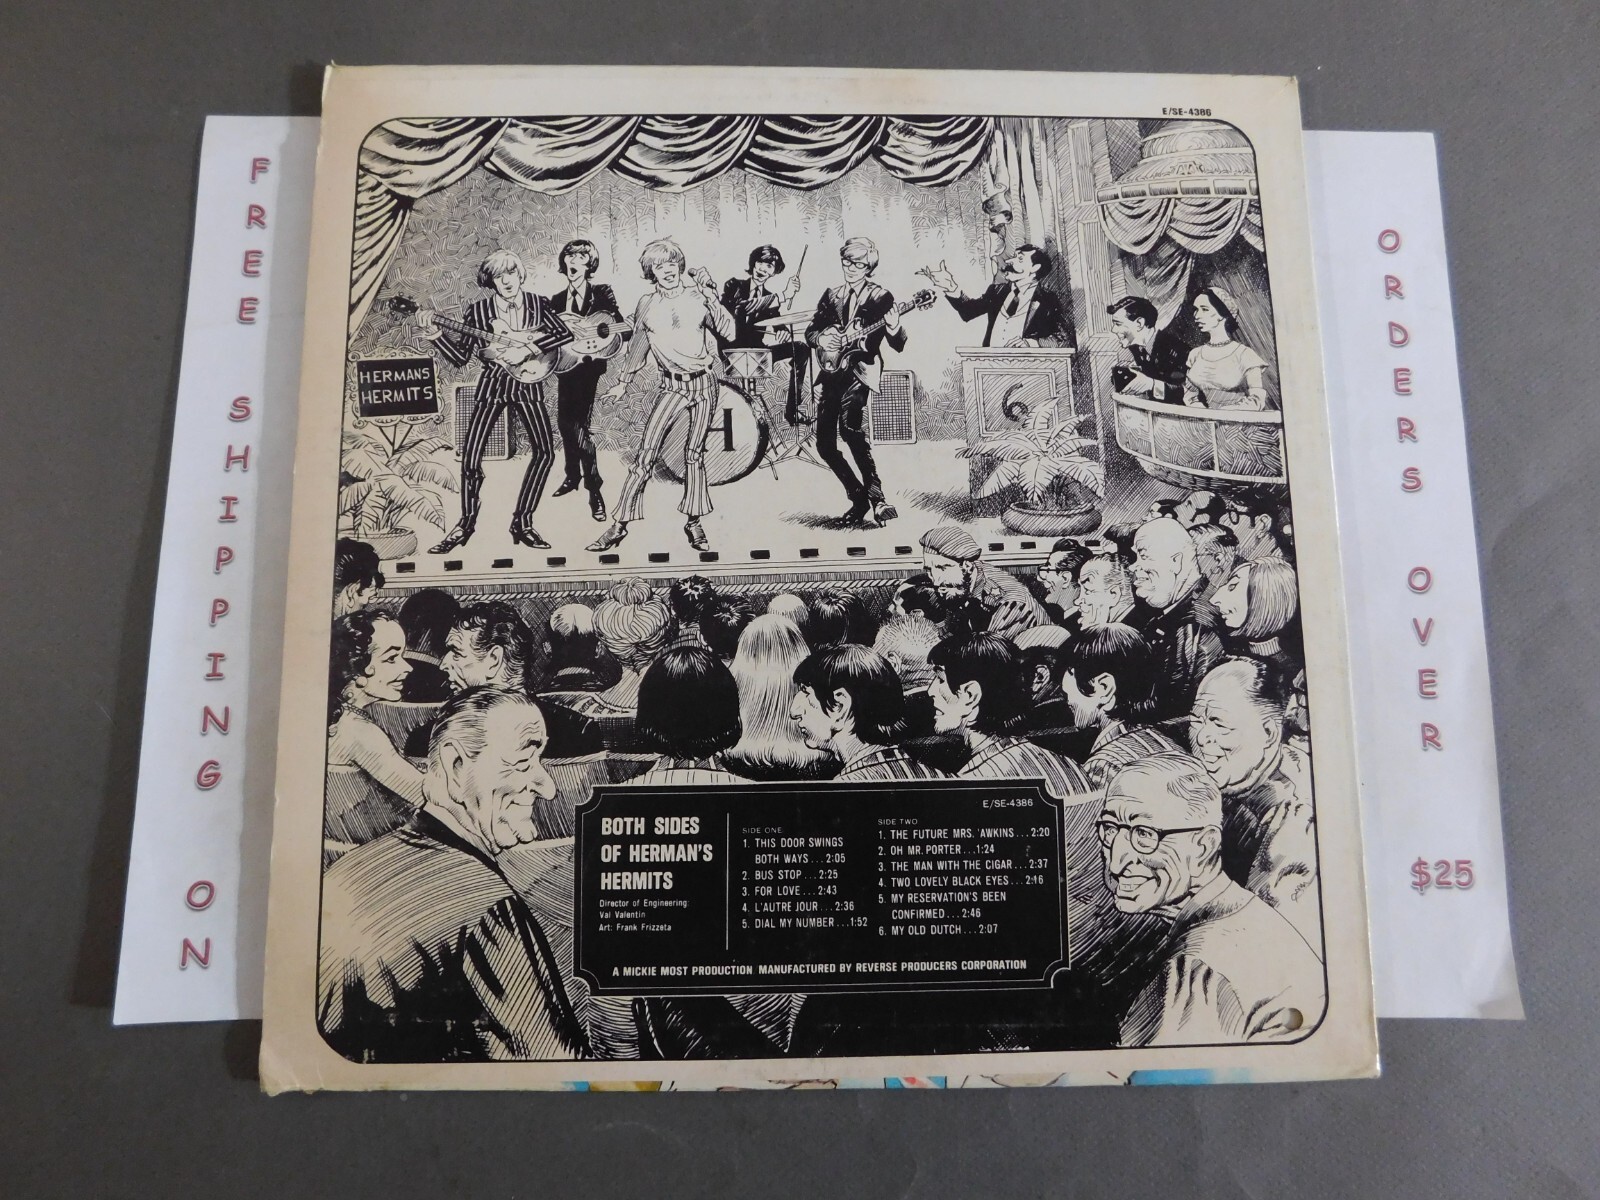 FREE SHIPPING ON
ORDERS OVER
$25
E/SE-4386
HERMANS
HERMITS
H
6
E/SE-4386
BOTH SIDES
OF HERMAN'S
HERMITS
Director of Engineering:
Val Valentin
Art: Frank Frizzeta
SIDE ONE
1. THIS DOOR SWINGS
BOTH WAYS...2:05
2. BUS STOP...2:25
3. FOR LOVE...2:43
4. L'AUTRE JOUR...2:36
5. DIAL MY NUMBER...1:52
SIDE TWO
1. THE FUTURE MRS. 'AWKINS...2:20
2. OH MR. PORTER...1:24
3. THE MAN WITH THE CIGAR...2:37
4. TWO LOVELY BLACK EYES...2:16
5. MY RESERVATION'S BEEN
CONFIRMED...2:46
6. MY OLD DUTCH...2:07
A MICKIE MOST PRODUCTION MANUFACTURED BY REVERSE PRODUCERS CORPORATION